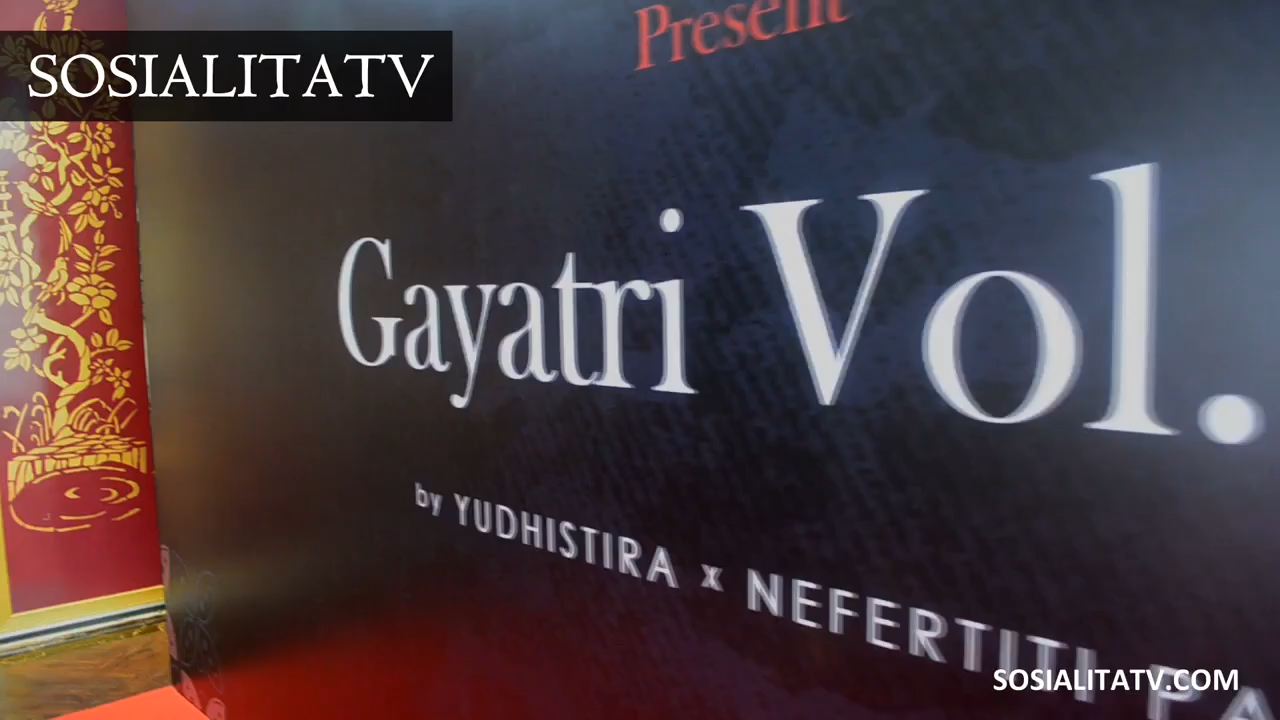 SOSIALITATV
Present
Gayatri Vol.
by YUDHISTIRA x NEFERTITI
SOSIALITATV.COM